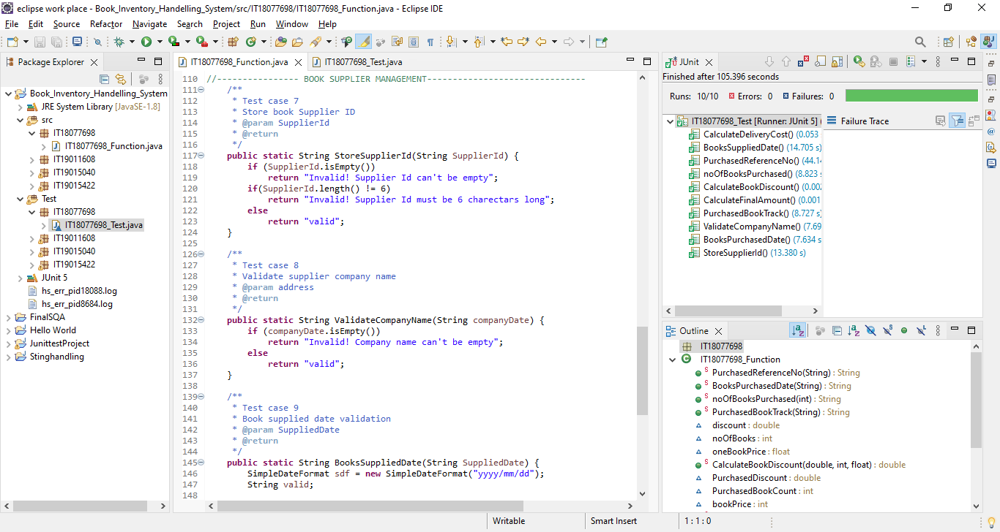 eclipse work place - Book_Inventory_Handelling_System/src/IT18077698/IT18077698_Function.java - Eclipse IDE
File Edit Source Refactor Navigate Search Project Run Window Help
Package Explorer
Book_Inventory_Handelling_System
JRE System Library [JavaSE-1.8]
src
IT18077698
IT18077698_Function.java
IT19011608
IT19015040
IT19015422
Test
IT18077698
IT18077698_Test.java
IT19011608
IT19015040
IT19015422
JUnit 5
hs_err_pid18088.log
hs_err_pid8684.log
FinalSQA
Hello World
JunittestProject
Stinghandling
IT18077698_Function.java IT18077698_Test.java
110 //---------------- BOOK SUPPLIER MANAGEMENT-------------------------------
111 /**
112 * Test case 7
113 * Store book Supplier ID
114 * @param SupplierId
115 * @return
116 */
117 public static String StoreSupplierId(String SupplierId) {
118 if (SupplierId.isEmpty())
119 return "Invalid! Supplier Id can't be empty";
120 if(SupplierId.length() != 6)
121 return "Invalid! Supplier Id must be 6 charectars long";
122 else
123 return "valid";
124 }
125
126 /**
127 * Test case 8
128 * Validate supplier company name
129 * @param address
130 * @return
131 */
132 public static String ValidateCompanyName(String companyDate) {
133 if (companyDate.isEmpty())
134 return "Invalid! Company name can't be empty";
135 else
136 return "valid";
137 }
138
139 /**
140 * Test case 9
141 * Book supplied date validation
142 * @param SuppliedDate
143 * @return
144 */
145 public static String BooksSuppliedDate(String SuppliedDate) {
146 SimpleDateFormat sdf = new SimpleDateFormat("yyyy/mm/dd");
147 String valid;
148
JUnit
Finished after 105.396 seconds
Runs: 10/10 Errors: 0 Failures: 0
IT18077698_Test [Runner: JUnit 5] (
CalculateDeliveryCost() (0.053
BooksSuppliedDate() (14.705 s)
PurchasedReferenceNo() (44.14
noOfBooksPurchased() (8.823 s
CalculateBookDiscount() (0.002
CalculateFinalAmount() (0.001
PurchasedBookTrack() (8.727 s)
ValidateCompanyName() (7.69
BooksPurchasedDate() (7.634 s
StoreSupplierId() (13.380 s)
Failure Trace
Outline
IT18077698
IT18077698_Function
PurchasedReferenceNo(String) : String
BooksPurchasedDate(String) : String
noOfBooksPurchased(int) : String
PurchasedBookTrack(String) : String
discount : double
noOfBooks : int
oneBookPrice : float
CalculateBookDiscount(double, int, float) : double
PurchasedDiscount : double
PurchasedBookCount : int
bookPrice : int
Writable Smart Insert 1 : 1 : 0